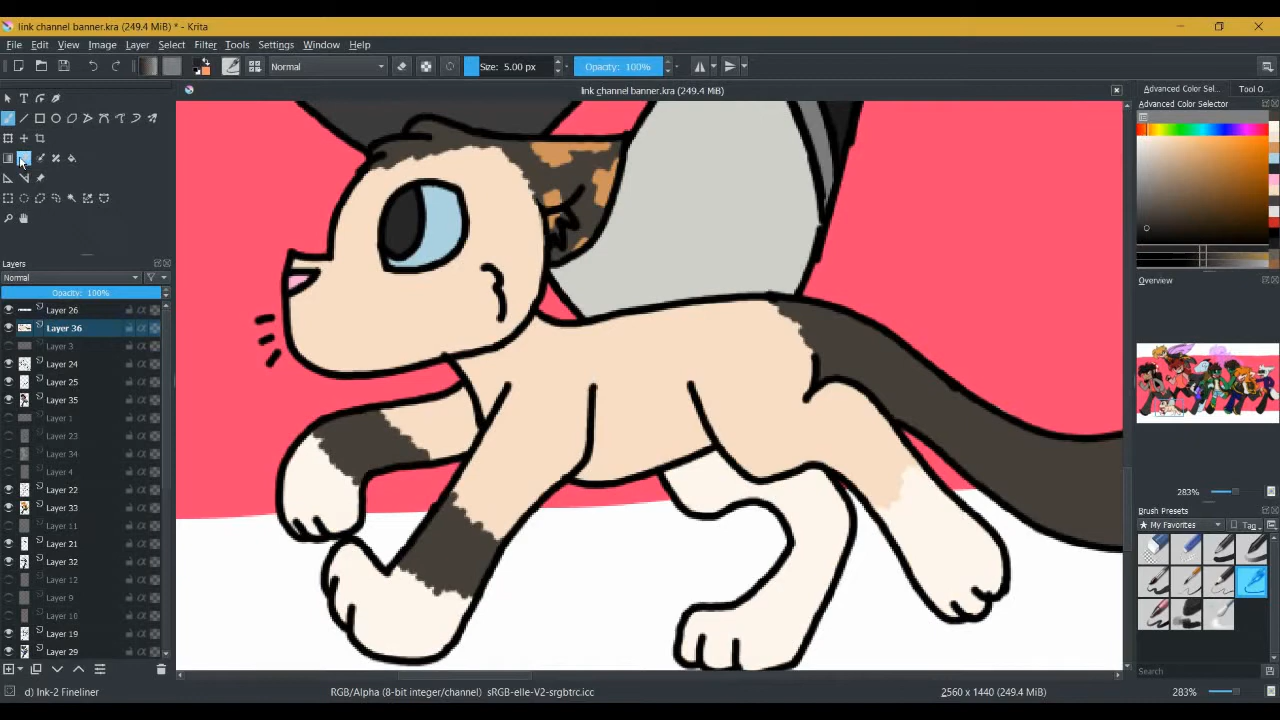 link channel banner.kra (249.4 MiB) * - Krita
File Edit View Image Layer Select Filter Tools Settings Window Help
Normal Size: 5.00 px Opacity: 100%
link channel banner.kra (249.4 MiB)
Advanced Color Sel... Tool O...
Advanced Color Selector
Layers
Normal
Opacity: 100%
Layer 26
Layer 36
Layer 3
Layer 24
Layer 25
Layer 35
Layer 1
Layer 23
Layer 34
Layer 4
Layer 22
Layer 33
Layer 11
Layer 21
Layer 32
Layer 12
Layer 9
Layer 10
Layer 19
Layer 29
Overview
283%
Brush Presets
My Favorites Tag
Search
d) Ink-2 Fineliner RGB/Alpha (8-bit integer/channel) sRGB-elle-V2-srgbtrc.icc 2560 x 1440 (249.4 MiB) 283%